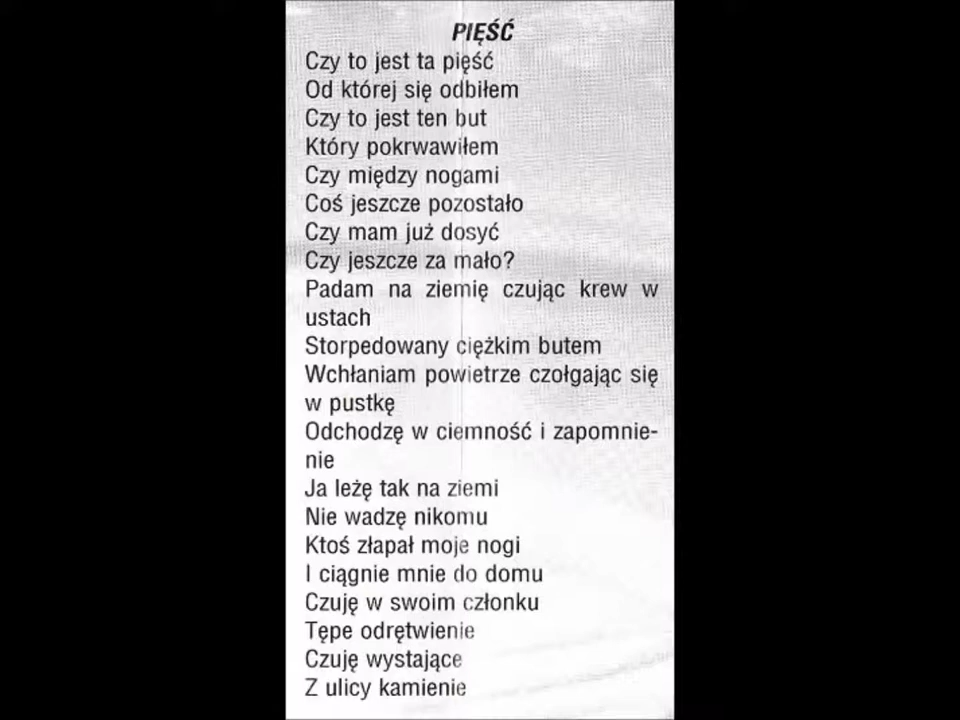 PIĘŚĆ
Czy to jest ta pięść
Od której się odbiłem
Czy to jest ten but
Który pokrwawiłem
Czy między nogami
Coś jeszcze pozostało
Czy mam już dosyć
Czy jeszcze za mało?
Padam na ziemię czując krew w
ustach
Storpedowany ciężkim butem
Wchłaniam powietrze czołgając się
w pustkę
Odchodzę w ciemność i zapomnie-
nie
Ja leżę tak na ziemi
Nie wadzę nikomu
Ktoś złapał moje nogi
I ciągnie mnie do domu
Czuję w swoim członku
Tępe odrętwienie
Czuję wystające
Z ulicy kamienie